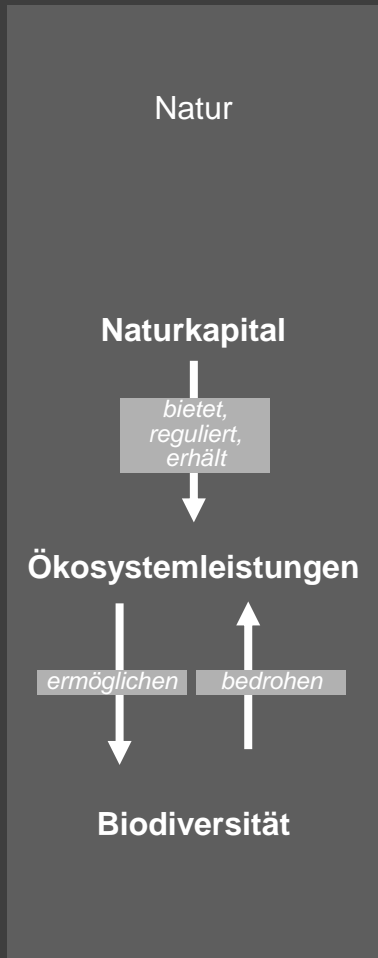 Natur
Naturkapital
bietet,
reguliert,
erhält
Ökosystemleistungen
ermöglichen
bedrohen
Biodiversität